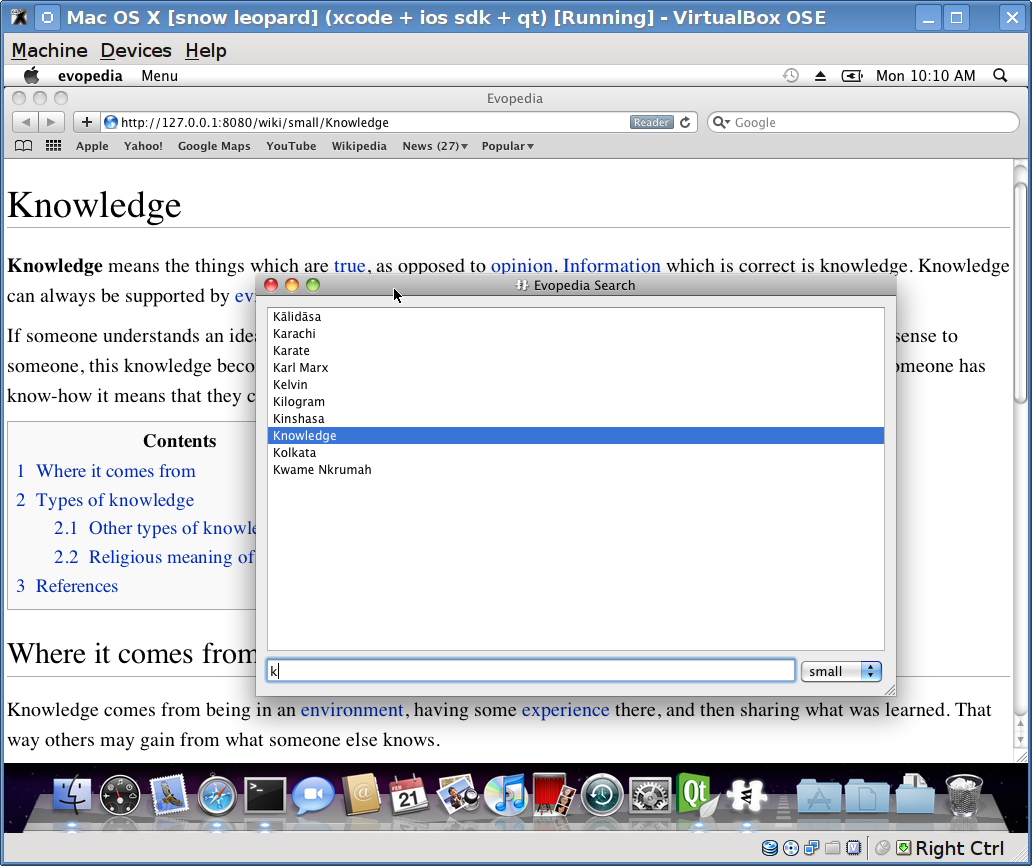 Mac OS X [snow leopard] (xcode + ios sdk + qt) [Running] - VirtualBox OSE
Machine Devices Help
evopedia Menu Mon 10:10 AM
Evopedia
http://127.0.0.1:8080/wiki/small/Knowledge Reader Google
Apple Yahoo! Google Maps YouTube Wikipedia News (27)▾ Popular▾
Knowledge
Knowledge means the things which are true, as opposed to opinion. Information which is correct is knowledge. Knowledge
can always be supported by
If someone understands an sense to
someone, this knowledge has
know-how it means that they
Contents
1 Where it comes from
2 Types of knowledge
2.1 Other types of
2.2 Religious meaning of
3 References
Evopedia Search
Kālidāsa
Karachi
Karate
Karl Marx
Kelvin
Kilogram
Kinshasa
Knowledge
Kolkata
Kwame Nkrumah
k
small
Where it comes from
Knowledge comes from being in an environment, having some experience there, and then sharing what was learned. That
way others may gain from what someone else knows.
FEB
21
Qt
Right Ctrl